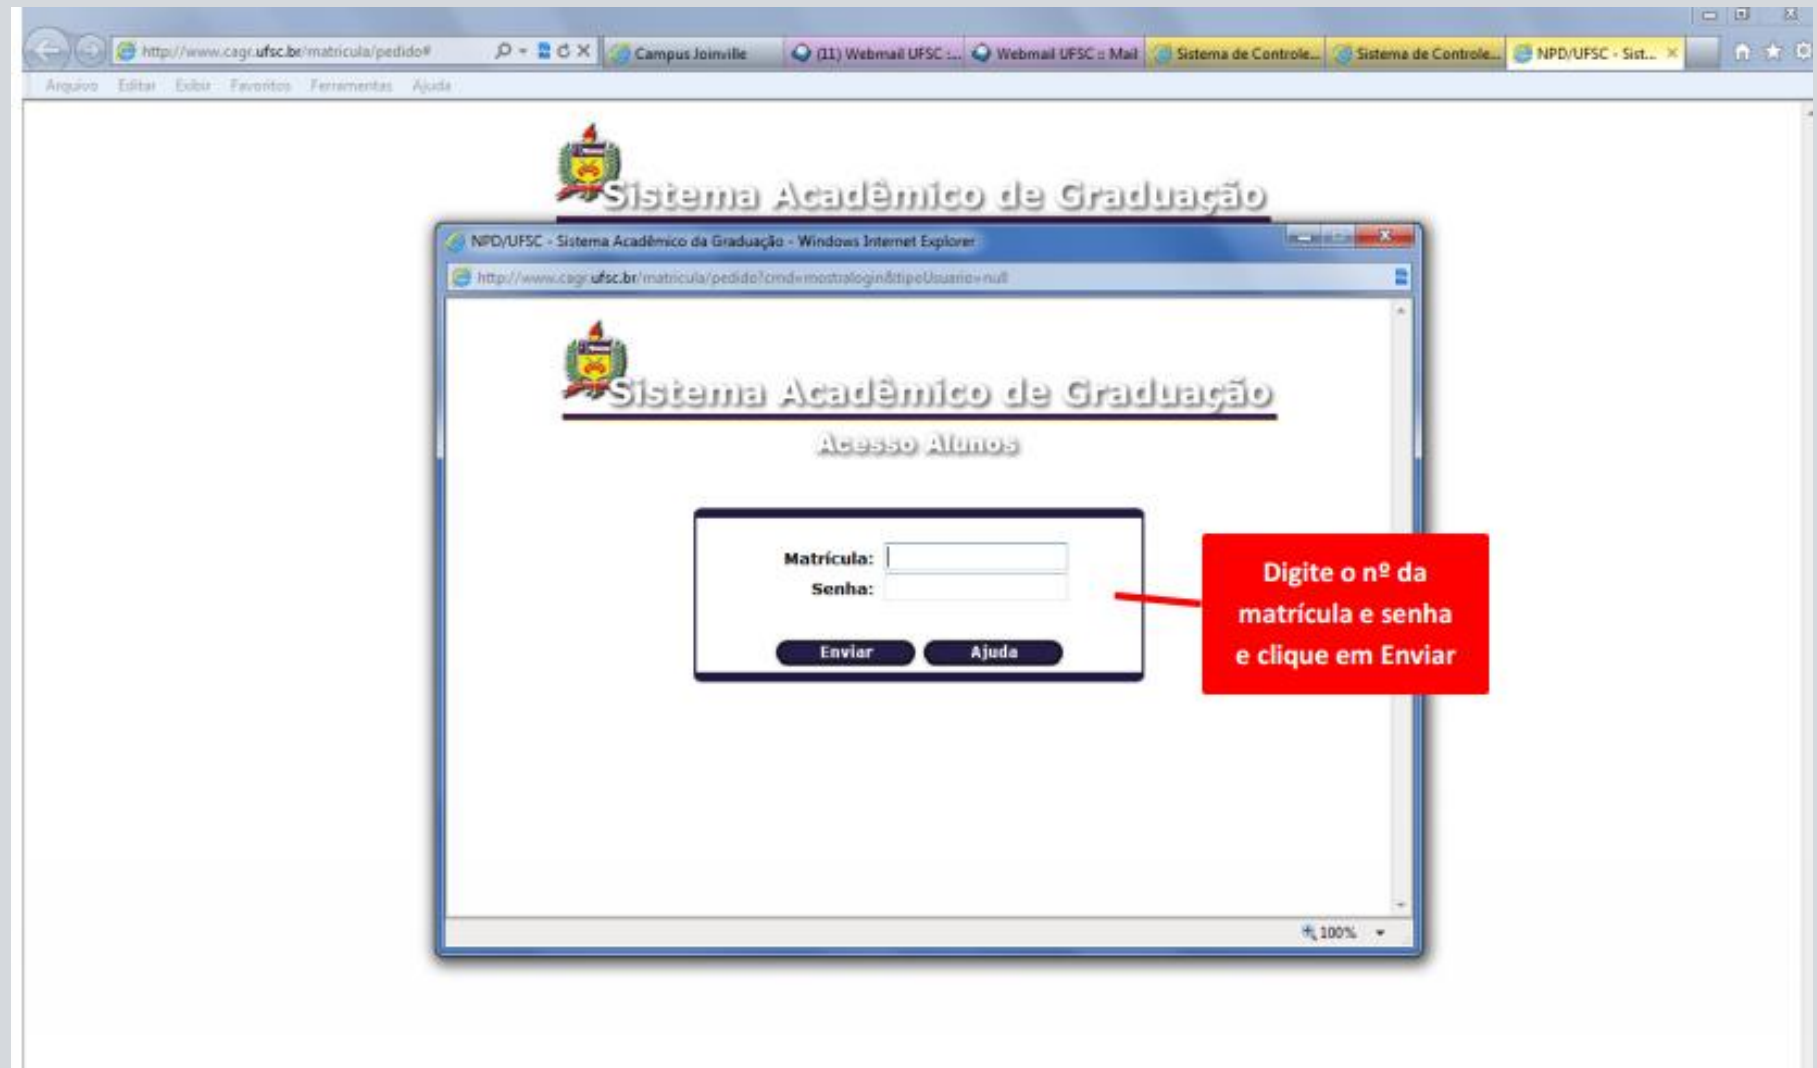 http://www.cagr.ufsc.br/matricula/pedido#
Campus Joinville
(11) Webmail UFSC :...
Webmail UFSC :: Mail
Sistema de Controle...
Sistema de Controle...
NPD/UFSC - Sist...
Arquivo Editar Exibir Favoritos Ferramentas Ajuda
Sistema Acadêmico de Graduação
NPD/UFSC - Sistema Acadêmico da Graduação - Windows Internet Explorer
http://www.cagr.ufsc.br/matricula/pedido?cmd=mostralogin&tipoUsuario=null
Sistema Acadêmico de Graduação
Acesso Alunos
Matrícula:
Senha:
Enviar Ajuda
Digite o nº da
matrícula e senha
e clique em Enviar
100%